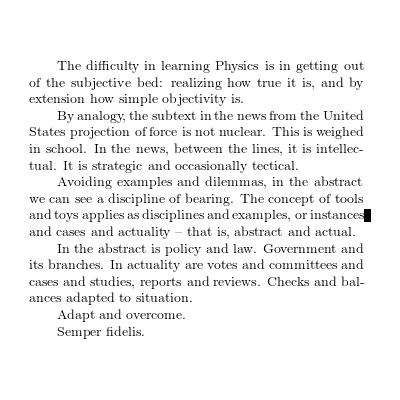 The difficulty in learning Physics is in getting out
of the subjective bed: realizing how true it is, and by
extension how simple objectivity is.
By analogy, the subtext in the news from the United
States projection of force is not nuclear. This is weighed
in school. In the news, between the lines, it is intellec-
tual. It is strategic and occasionally tectical.
Avoiding examples and dilemmas, in the abstract
we can see a discipline of bearing. The concept of tools
and toys applies as disciplines and examples, or instances
and cases and actuality – that is, abstract and actual.
In the abstract is policy and law. Government and
its branches. In actuality are votes and committees and
cases and studies, reports and reviews. Checks and bal-
ances adapted to situation.
Adapt and overcome.
Semper fidelis.